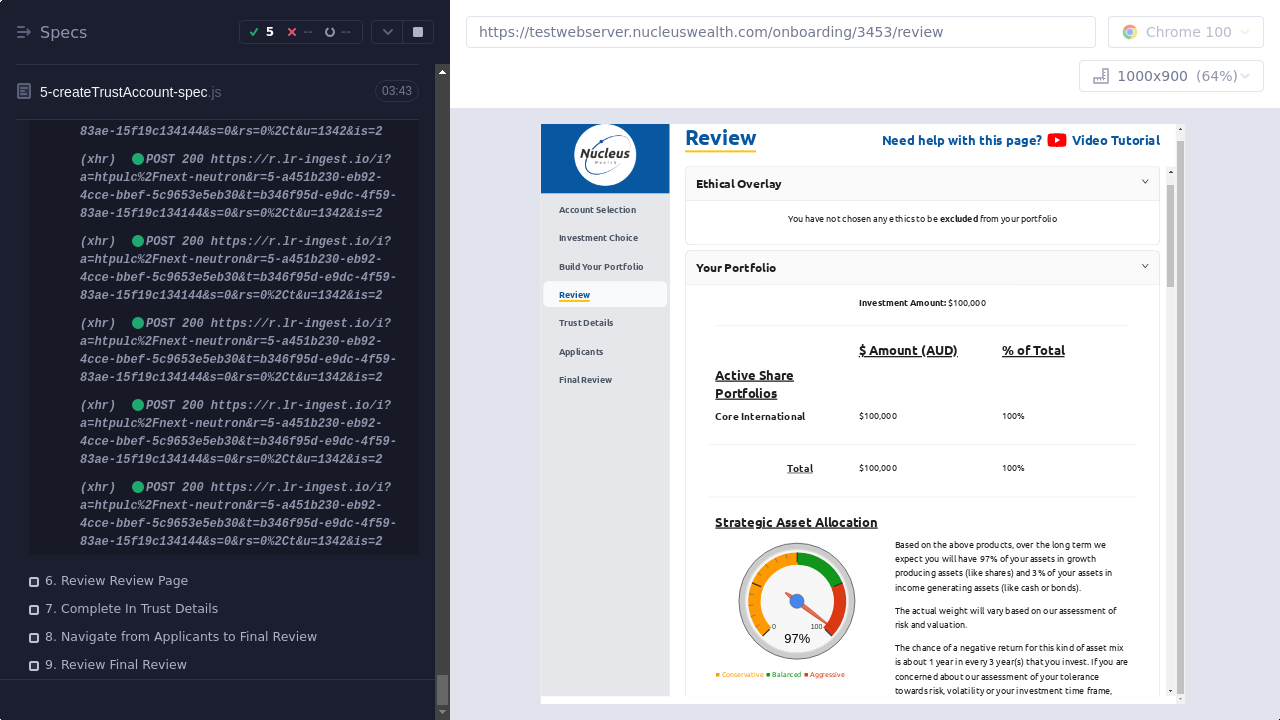 Specs
5
--
--
5-createTrustAccount-spec.js
03:43
83ae-15f19c134144&s=0&rs=0%2Ct&u=1342&is=2
(xhr) POST 200 https://r.lr-ingest.io/i?
a=htpulc%2Fnext-neutron&r=5-a451b230-eb92-
4cce-bbef-5c9653e5eb30&t=b346f95d-e9dc-4f59-
83ae-15f19c134144&s=0&rs=0%2Ct&u=1342&is=2
(xhr) POST 200 https://r.lr-ingest.io/i?
a=htpulc%2Fnext-neutron&r=5-a451b230-eb92-
4cce-bbef-5c9653e5eb30&t=b346f95d-e9dc-4f59-
83ae-15f19c134144&s=0&rs=0%2Ct&u=1342&is=2
(xhr) POST 200 https://r.lr-ingest.io/i?
a=htpulc%2Fnext-neutron&r=5-a451b230-eb92-
4cce-bbef-5c9653e5eb30&t=b346f95d-e9dc-4f59-
83ae-15f19c134144&s=0&rs=0%2Ct&u=1342&is=2
(xhr) POST 200 https://r.lr-ingest.io/i?
a=htpulc%2Fnext-neutron&r=5-a451b230-eb92-
4cce-bbef-5c9653e5eb30&t=b346f95d-e9dc-4f59-
83ae-15f19c134144&s=0&rs=0%2Ct&u=1342&is=2
(xhr) POST 200 https://r.lr-ingest.io/i?
a=htpulc%2Fnext-neutron&r=5-a451b230-eb92-
4cce-bbef-5c9653e5eb30&t=b346f95d-e9dc-4f59-
83ae-15f19c134144&s=0&rs=0%2Ct&u=1342&is=2
6. Review Review Page
7. Complete In Trust Details
8. Navigate from Applicants to Final Review
9. Review Final Review
https://testwebserver.nucleuswealth.com/onboarding/3453/review
Chrome 100
1000x900 (64%)
Nucleus
Wealth
Account Selection
Investment Choice
Build Your Portfolio
Review
Trust Details
Applicants
Final Review
Review
Need help with this page? Video Tutorial
Ethical Overlay
You have not chosen any ethics to be excluded from your portfolio
Your Portfolio
Investment Amount: $100,000
$ Amount (AUD) % of Total
Active Share
Portfolios
Core International $100,000 100%
Total $100,000 100%
Strategic Asset Allocation
0
100
97%
Conservative Balanced Aggressive
Based on the above products, over the long term we
expect you will have 97% of your assets in growth
producing assets (like shares) and 3% of your assets in
income generating assets (like cash or bonds).
The actual weight will vary based on our assessment of
risk and valuation.
The chance of a negative return for this kind of asset mix
is about 1 year in every 3 year(s) that you invest. If you are
concerned about our assessment of your tolerance
towards risk, volatility or your investment time frame,